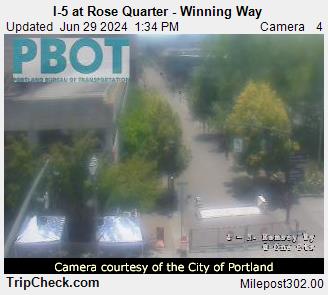 I-5 at Rose Quarter - Winning Way
Updated Jun 29 2024 1:34 PM Camera 4
PBOT
PORTLAND BUREAU OF TRANSPORTATION
Camera courtesy of the City of Portland
TripCheck.com Milepost302.00